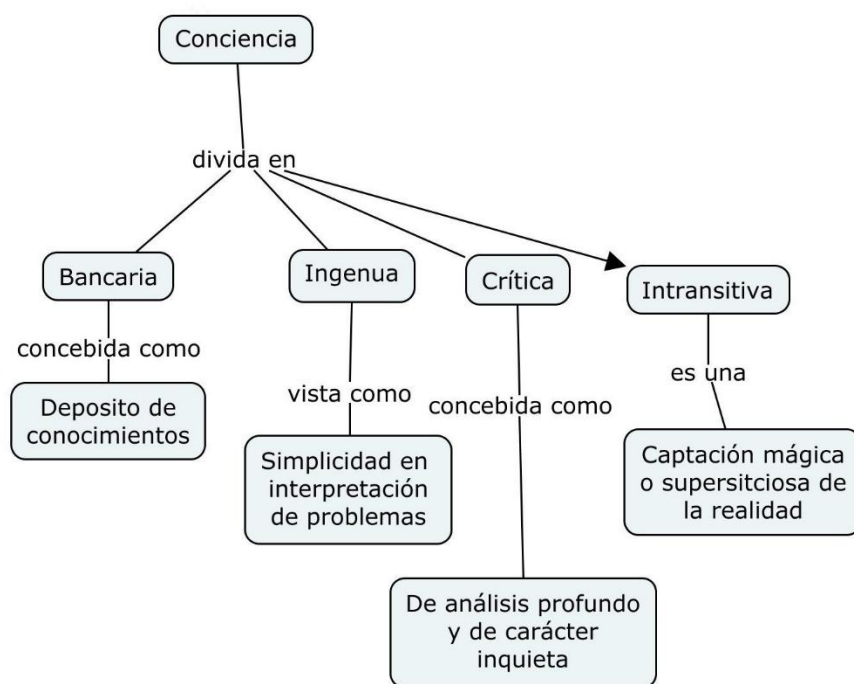 Conciencia
divida en
Bancaria
Ingenua
Crítica
Intransitiva
concebida como
vista como
concebida como
es una
Deposito de
conocimientos
Simplicidad en
interpretación
de problemas
De análisis profundo
y de carácter
inquieta
Captación mágica
o supersitciosa de
la realidad